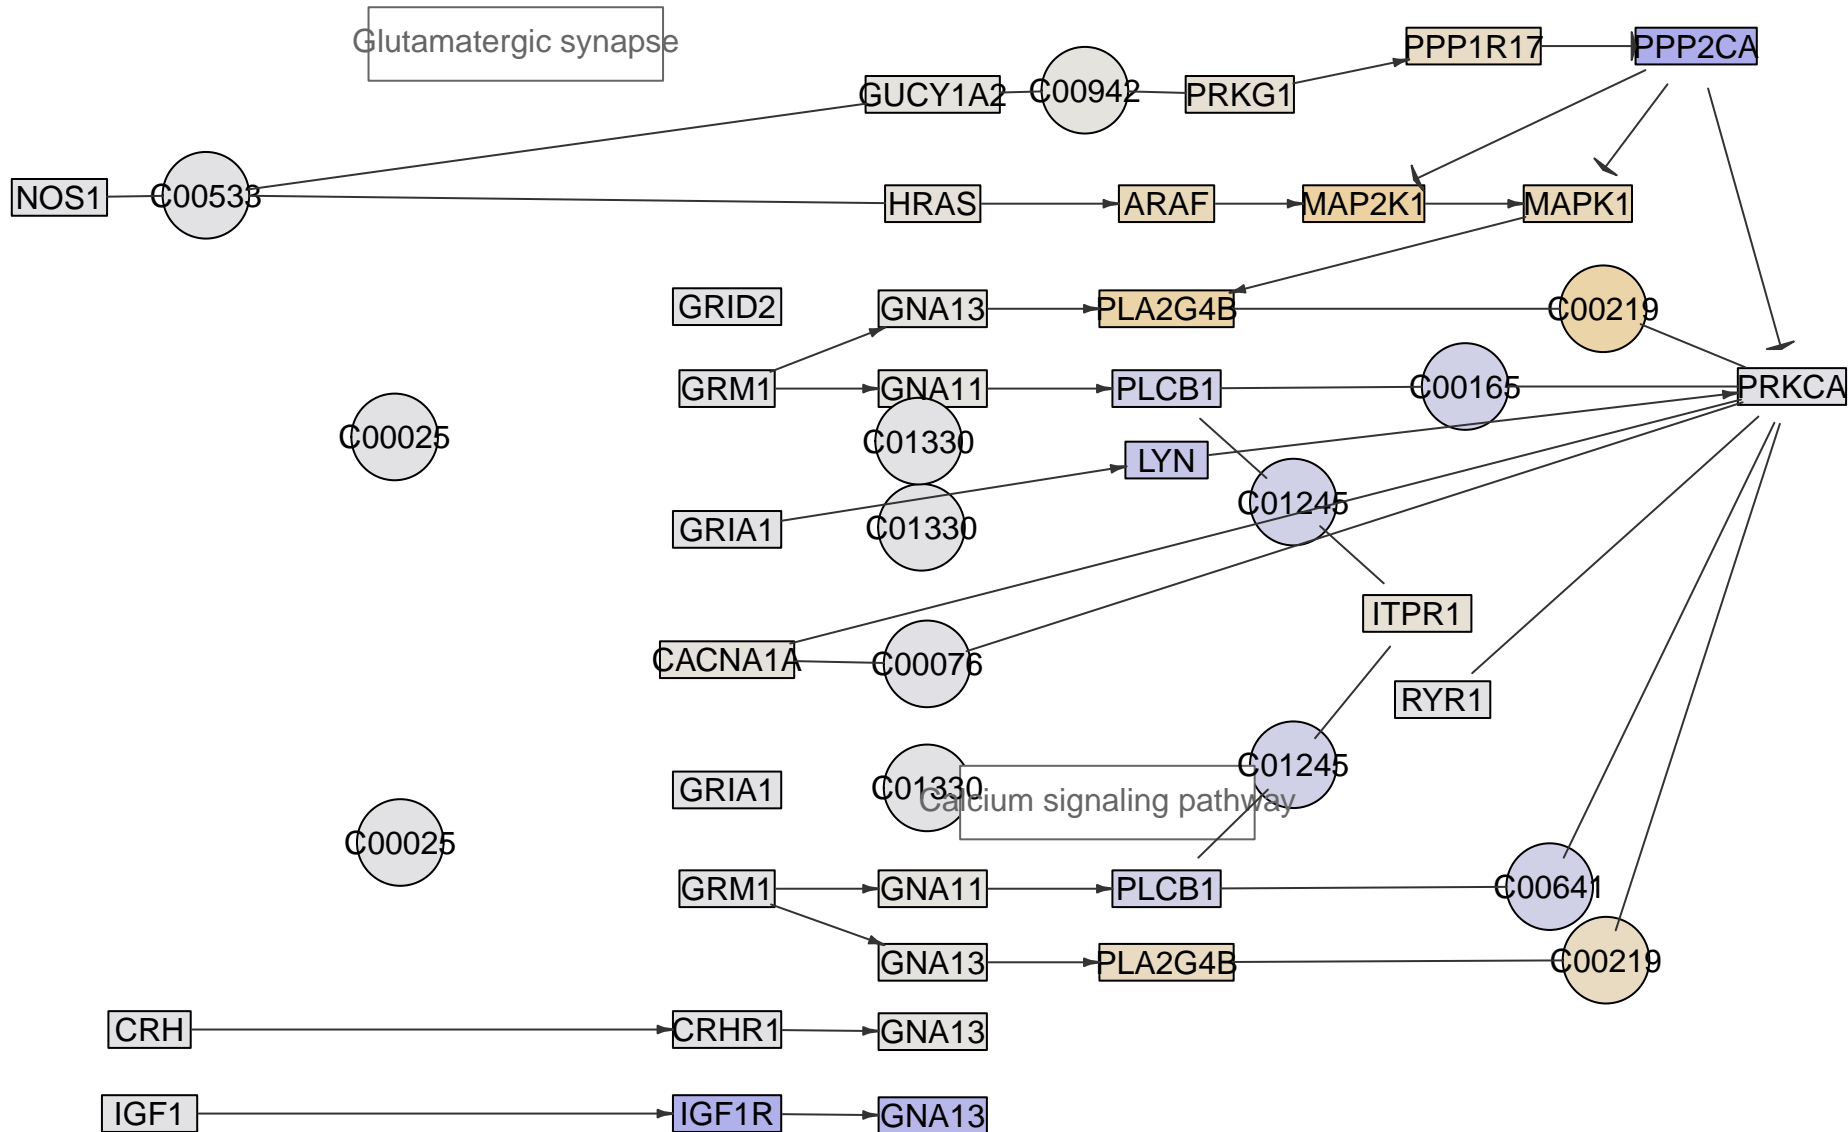 Glutamatergic synapse
PPP1R17
PPP2CA
GUCY1A2
C00942
PRKG1
NOS1
C00533
HRAS
ARAF
MAP2K1
MAPK1
GRID2
GNA13
PLA2G4B
C00219
GRM1
GNA11
PLCB1
C00165
PRKCA
C00025
C01330
LYN
GRIA1
C01330
C01245
ITPR1
CACNA1A
C00076
RYR1
GRIA1
C01330
C01245
Calcium signaling pathway
C00025
GRM1
GNA11
PLCB1
C00641
GNA13
PLA2G4B
C00219
CRH
CRHR1
GNA13
IGF1
IGF1R
GNA13